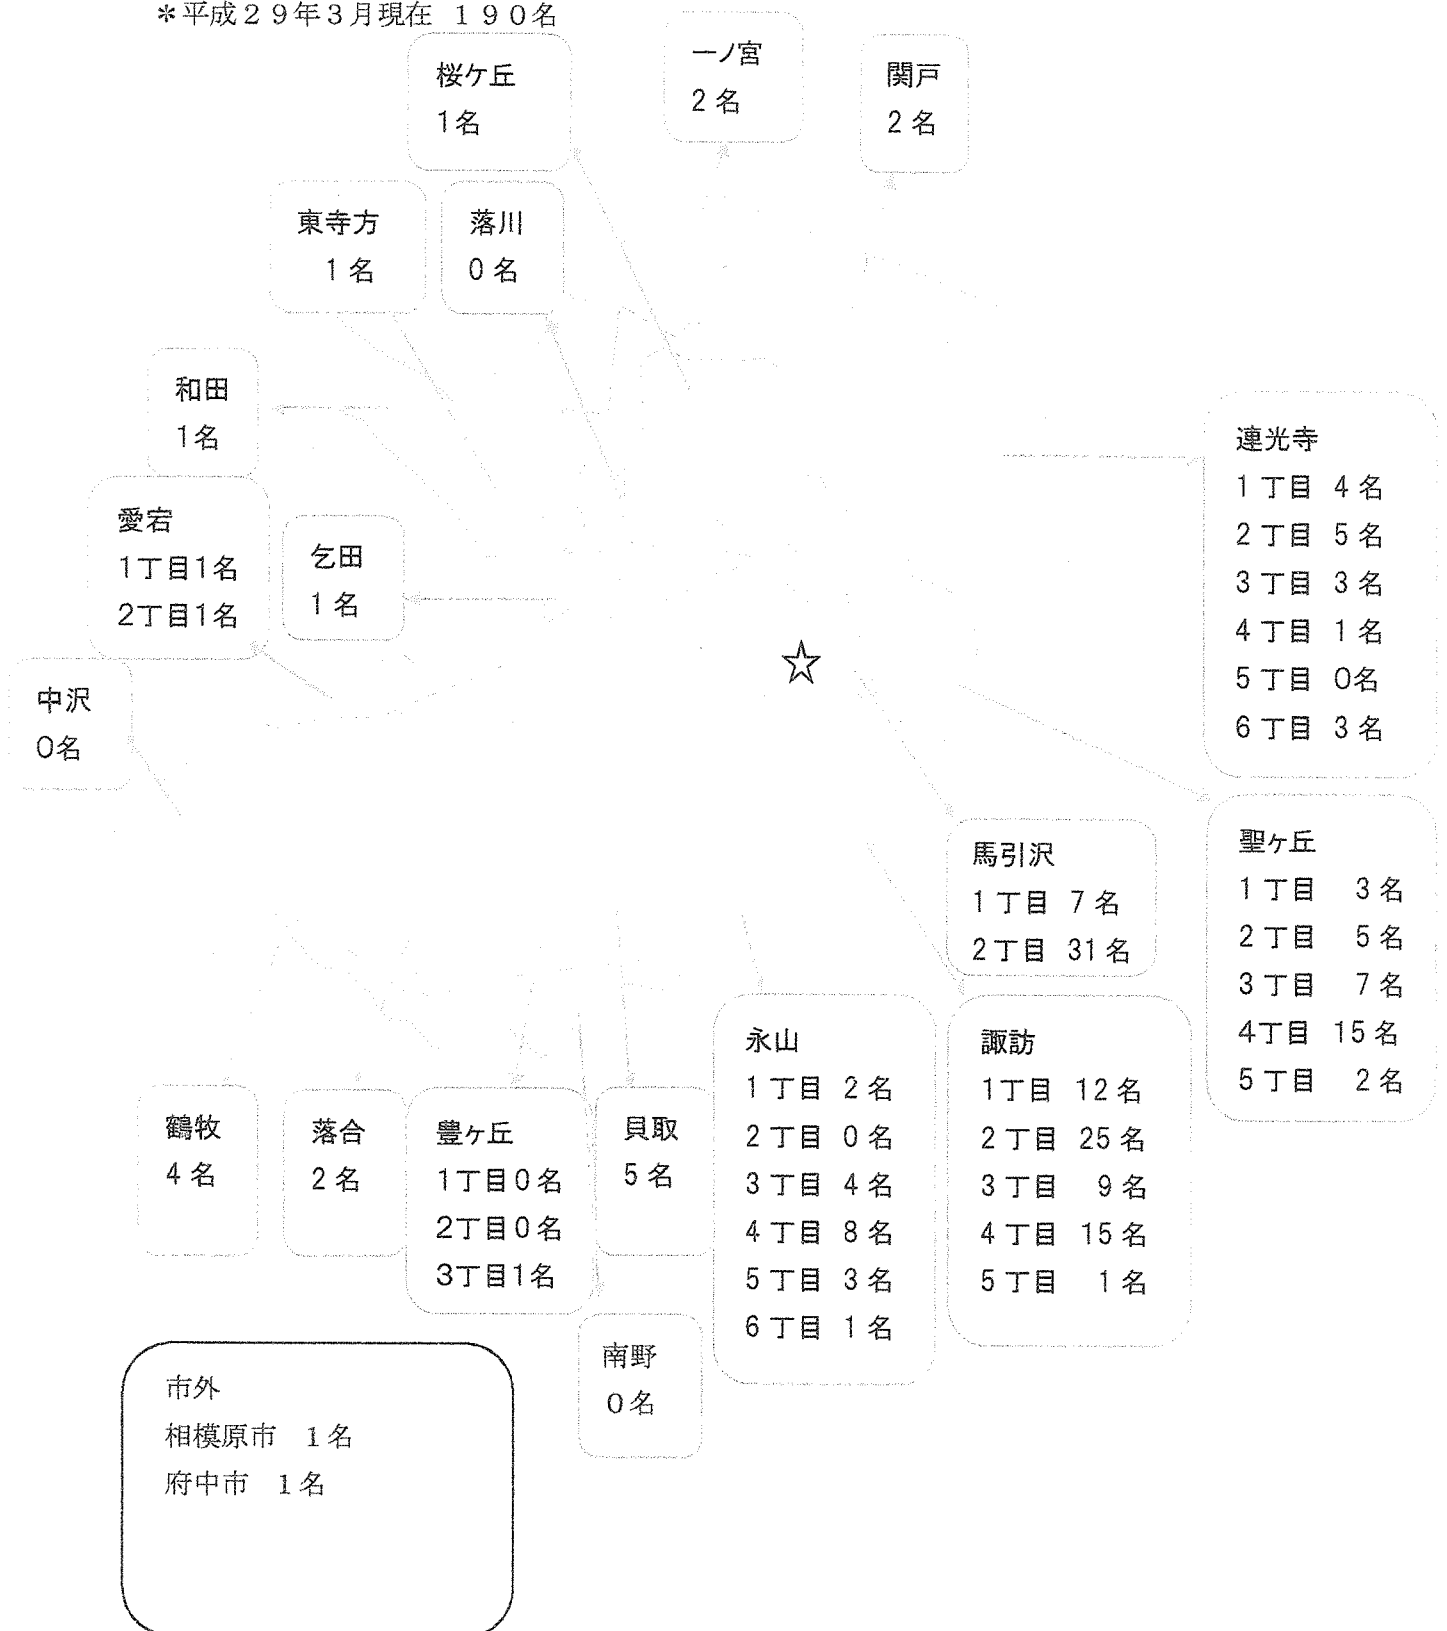 ＊平成２９年３月現在　１９０名
桜ケ丘
1名
一ノ宮
2 名
関戸
2 名
東寺方
1 名
落川
0 名
和田
1名
愛宕
1丁目1名
2丁目1名
乞田
1 名
中沢
0名
連光寺
1 丁目 4 名
2 丁目 5 名
3 丁目 3 名
4 丁目 1 名
5 丁目 0名
6 丁目 3 名
☆
馬引沢
1 丁目 7 名
2 丁目 31 名
聖ヶ丘
1 丁目 3 名
2 丁目 5 名
3 丁目 7 名
4丁目 15 名
5 丁目 2 名
鶴牧
4 名
落合
2 名
豊ヶ丘
1丁目0名
2丁目0名
3丁目1名
貝取
5 名
永山
1 丁目 2 名
2 丁目 0 名
3 丁目 4 名
4 丁目 8 名
5 丁目 3 名
6 丁目 1 名
諏訪
1丁目 12 名
2 丁目 25 名
3 丁目 9 名
4 丁目 15 名
5 丁目 1 名
南野
０名
市外
相模原市　１名
府中市　１名